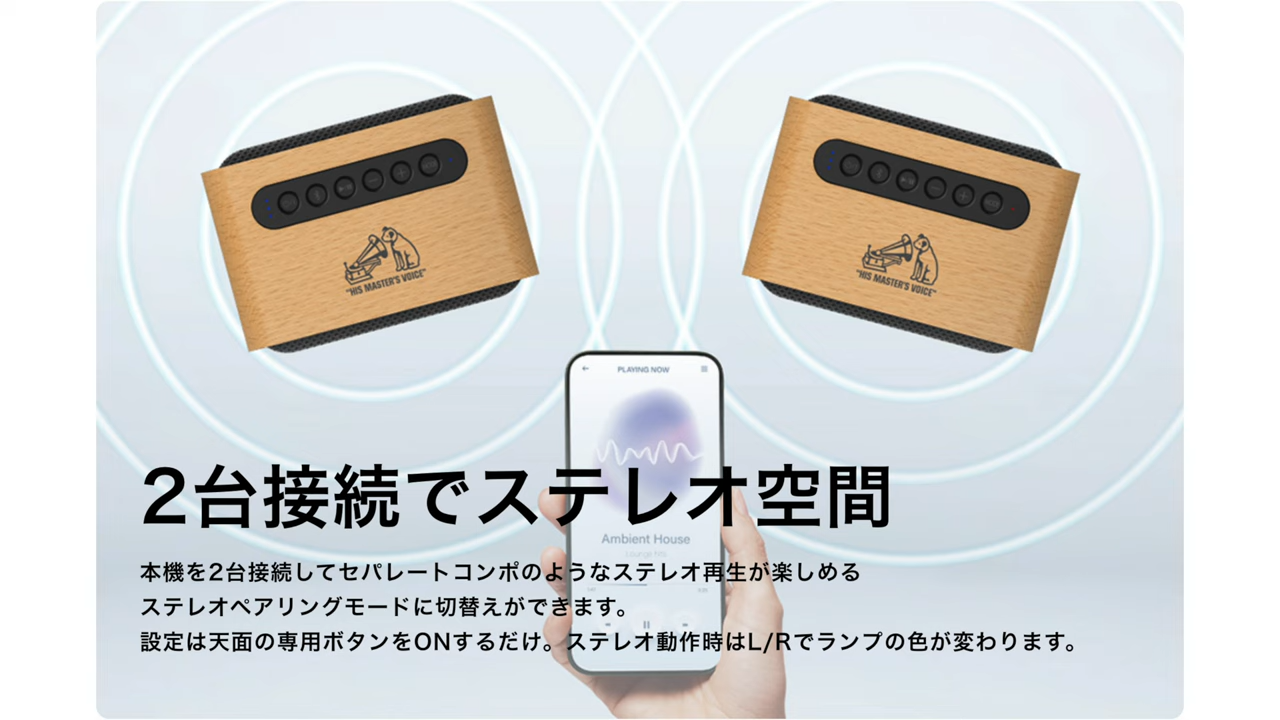 "HIS MASTER'S VOICE"
"HIS MASTER'S VOICE"
PLAYING NOW
2台接続でステレオ空間
Ambient House
Lounge Mix
本機を2台接続してセパレートコンポのようなステレオ再生が楽しめる
ステレオペアリングモードに切替えができます。
設定は天面の専用ボタンをONするだけ。ステレオ動作時はL/Rでランプの色が変わります。